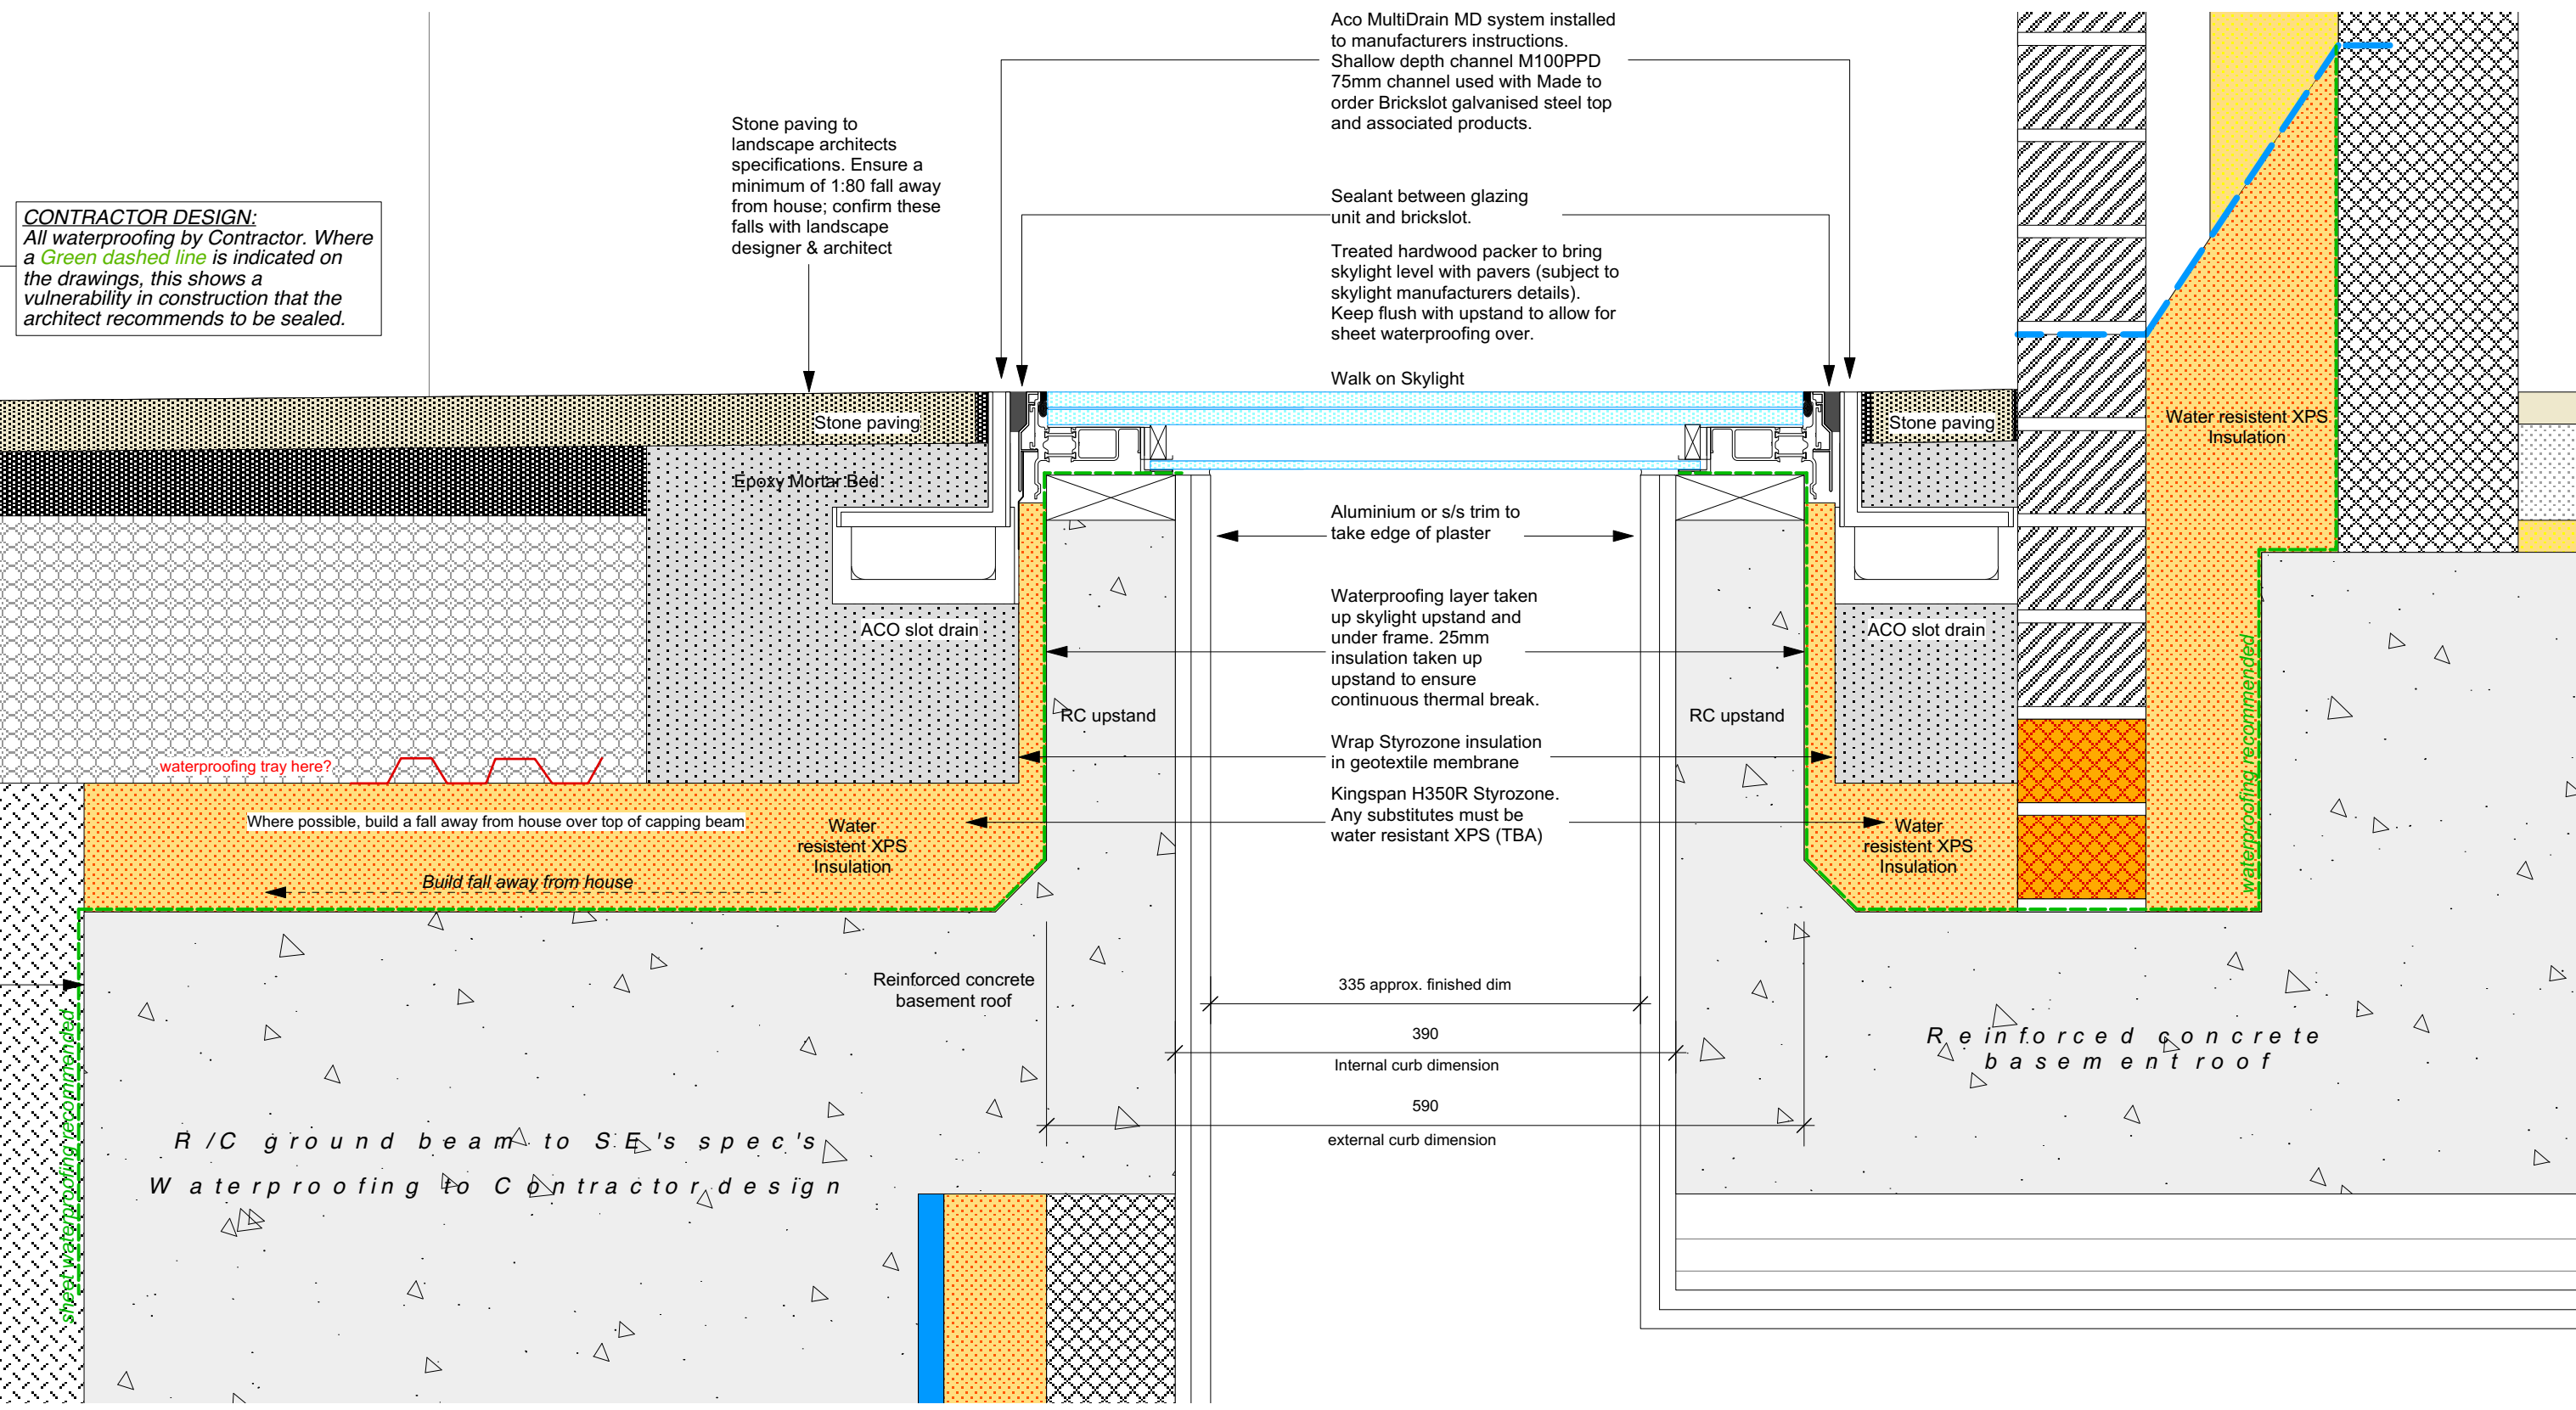 Aco MultiDrain MD system installed
to manufacturers instructions.
Shallow depth channel M100PPD
75mm channel used with Made to
order Brickslot galvanised steel top
and associated products.
Stone paving to
landscape architects
specifications. Ensure a
minimum of 1:80 fall away
from house; confirm these
falls with landscape
designer & architect
CONTRACTOR DESIGN:
All waterproofing by Contractor. Where
a Green dashed line is indicated on
the drawings, this shows a
vulnerability in construction that the
architect recommends to be sealed.
Sealant between glazing
unit and brickslot.
Treated hardwood packer to bring
skylight level with pavers (subject to
skylight manufacturers details).
Keep flush with upstand to allow for
sheet waterproofing over.
Walk on Skylight
Stone paving
Stone paving
Water resistent XPS
Insulation
Epoxy Mortar Bed
Aluminium or s/s trim to
take edge of plaster
ACO slot drain
ACO slot drain
Waterproofing layer taken
up skylight upstand and
under frame. 25mm
insulation taken up
upstand to ensure
continuous thermal break.
RC upstand
RC upstand
waterproofing recommended
Wrap Styrozone insulation
in geotextile membrane
waterproofing tray here?
Kingspan H350R Styrozone.
Any substitutes must be
water resistant XPS (TBA)
Where possible, build a fall away from house over top of capping beam
Water
resistent XPS
Insulation
Water
resistent XPS
Insulation
Build fall away from house
Reinforced concrete
basement roof
335 approx. finished dim
390
Internal curb dimension
590
external curb dimension
Reinforced concrete
basement roof
sheet waterproofing recommended
R/C ground beam to SE's spec's
Waterproofing to Contractor design